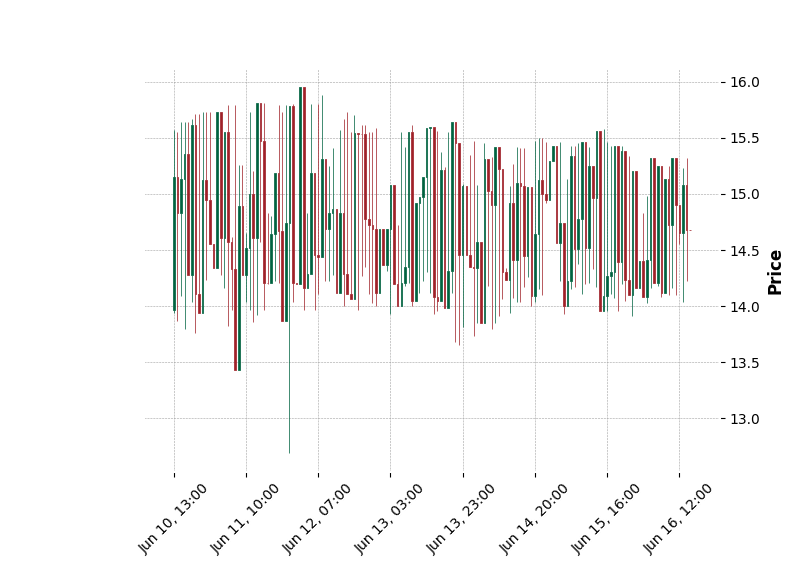 16.0
15.5
15.0
14.5
14.0
13.5
13.0
Price
Jun 10, 13:00
Jun 11, 10:00
Jun 12, 07:00
Jun 13, 03:00
Jun 13, 23:00
Jun 14, 20:00
Jun 15, 16:00
Jun 16, 12:00